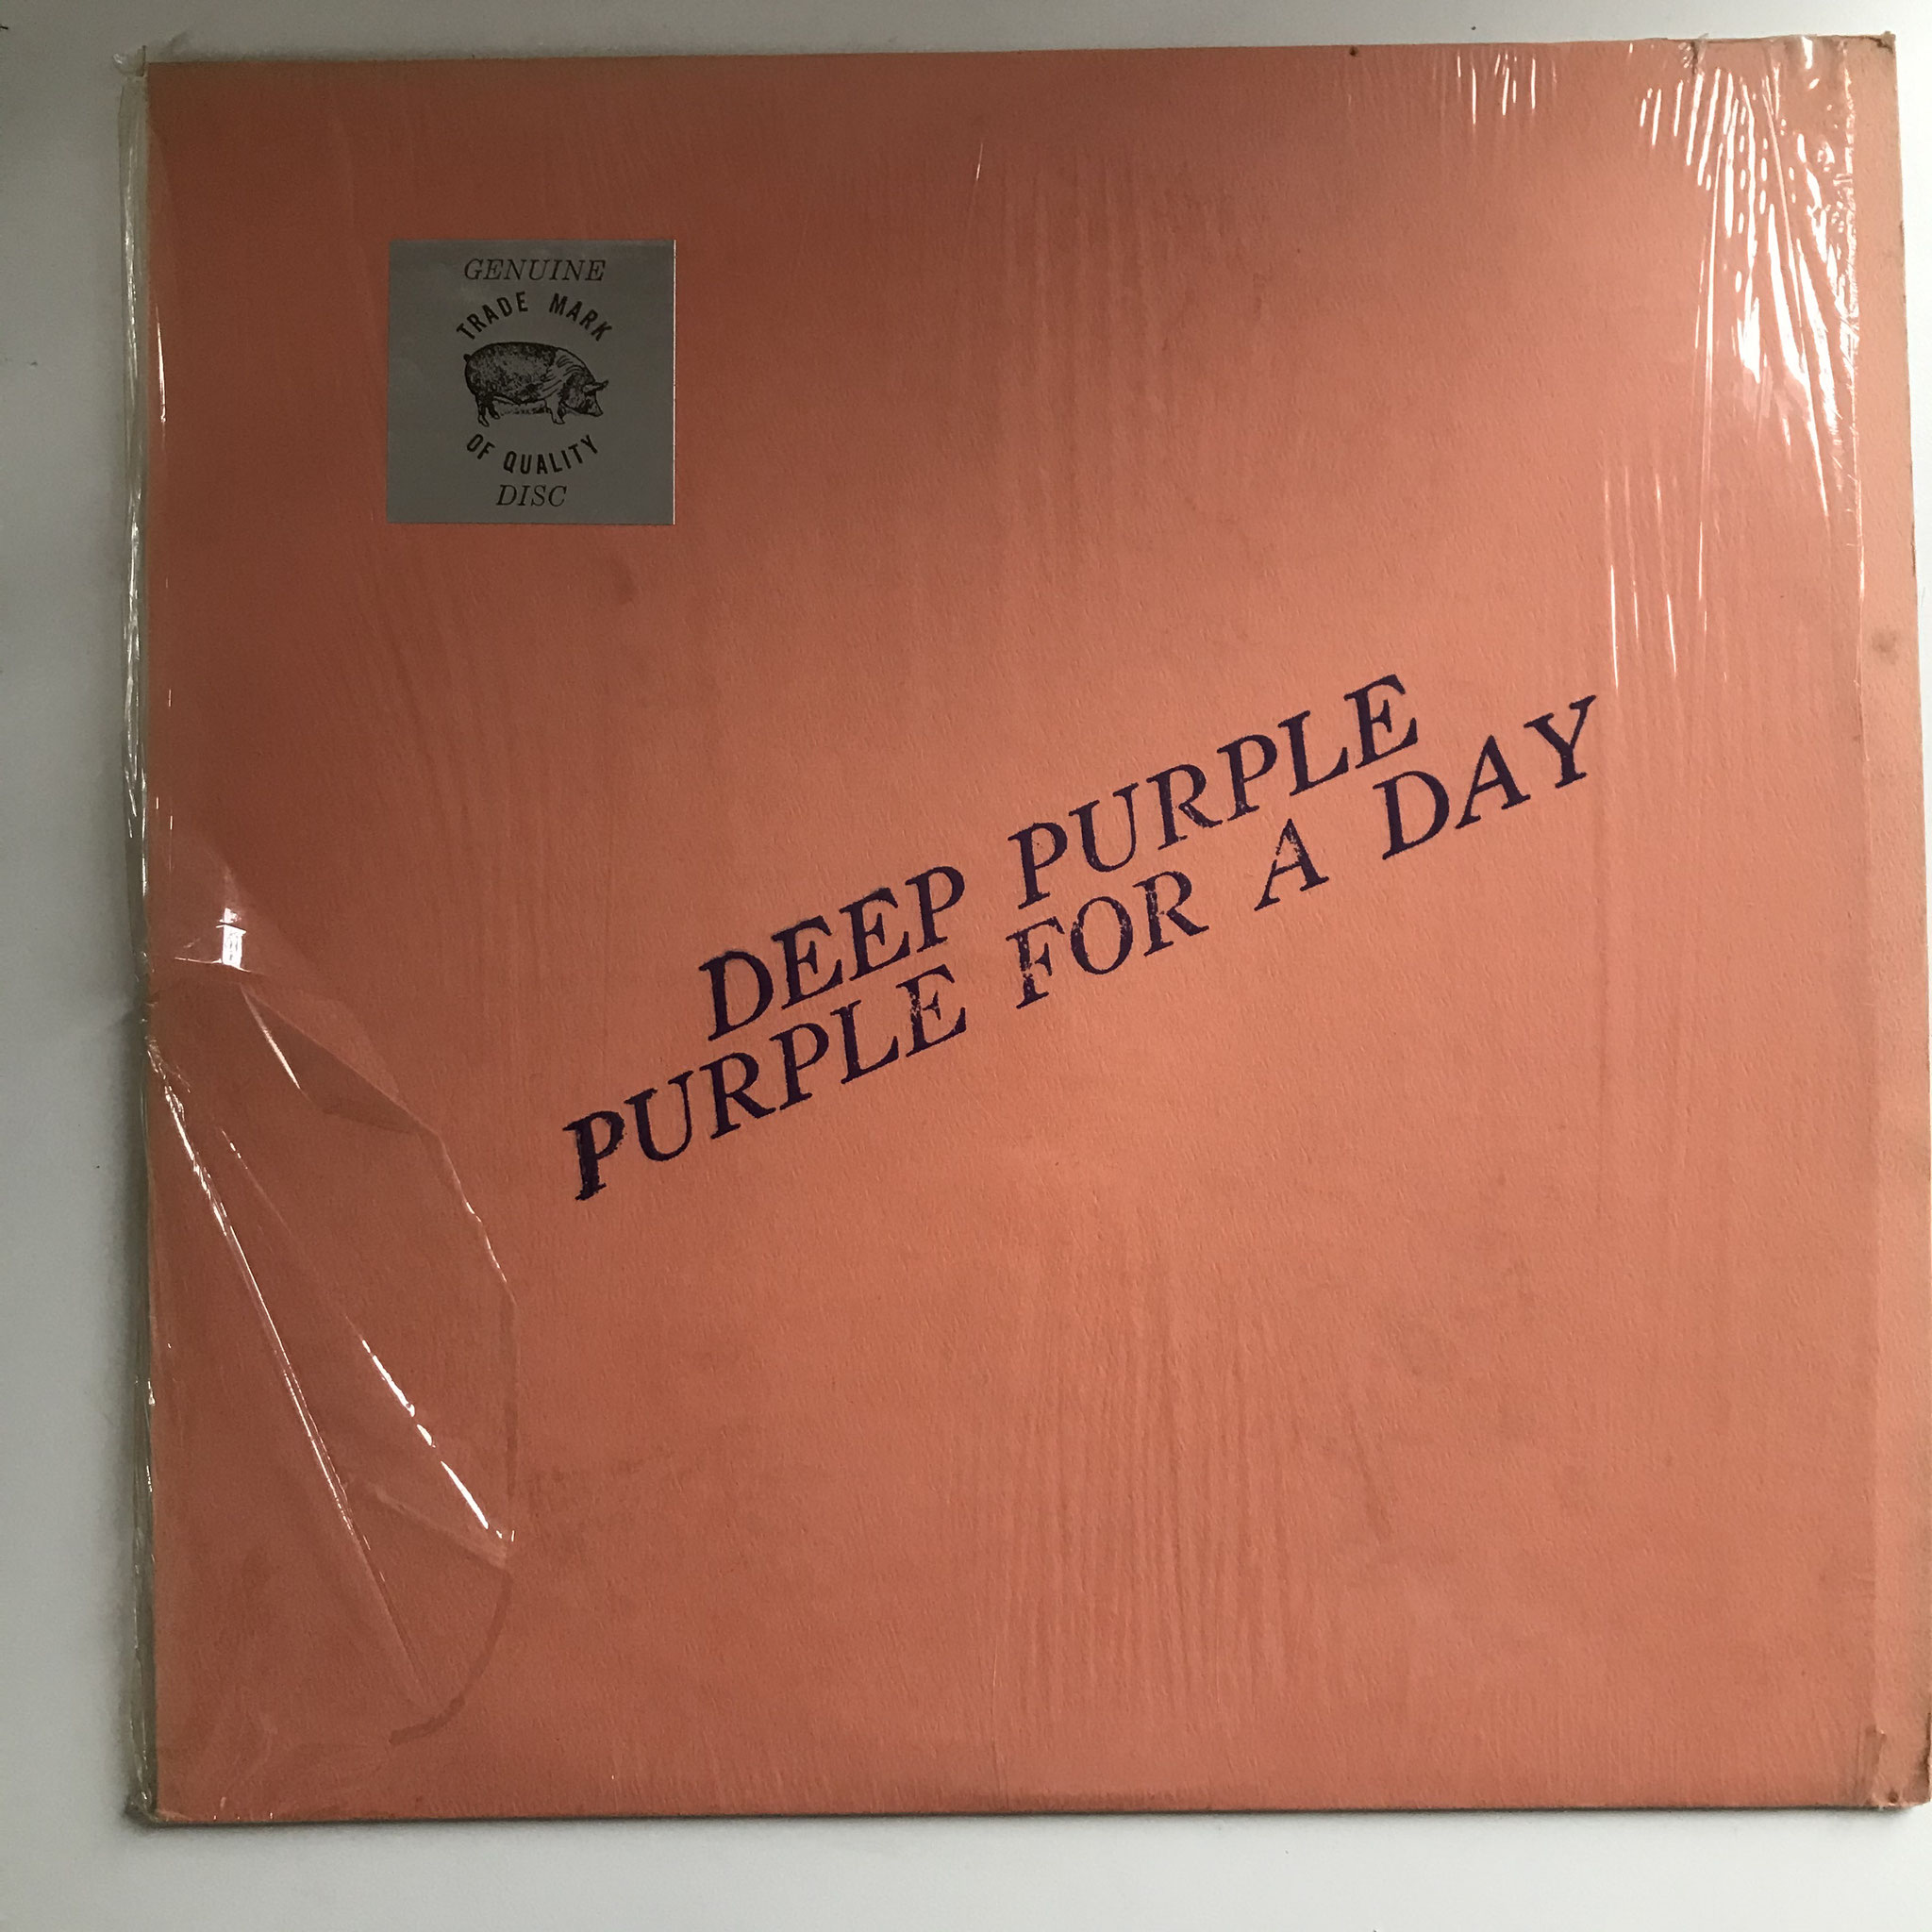 GENUINE
TRADE MARK
OF QUALITY
DISC
DEEP PURPLE
PURPLE FOR A DAY